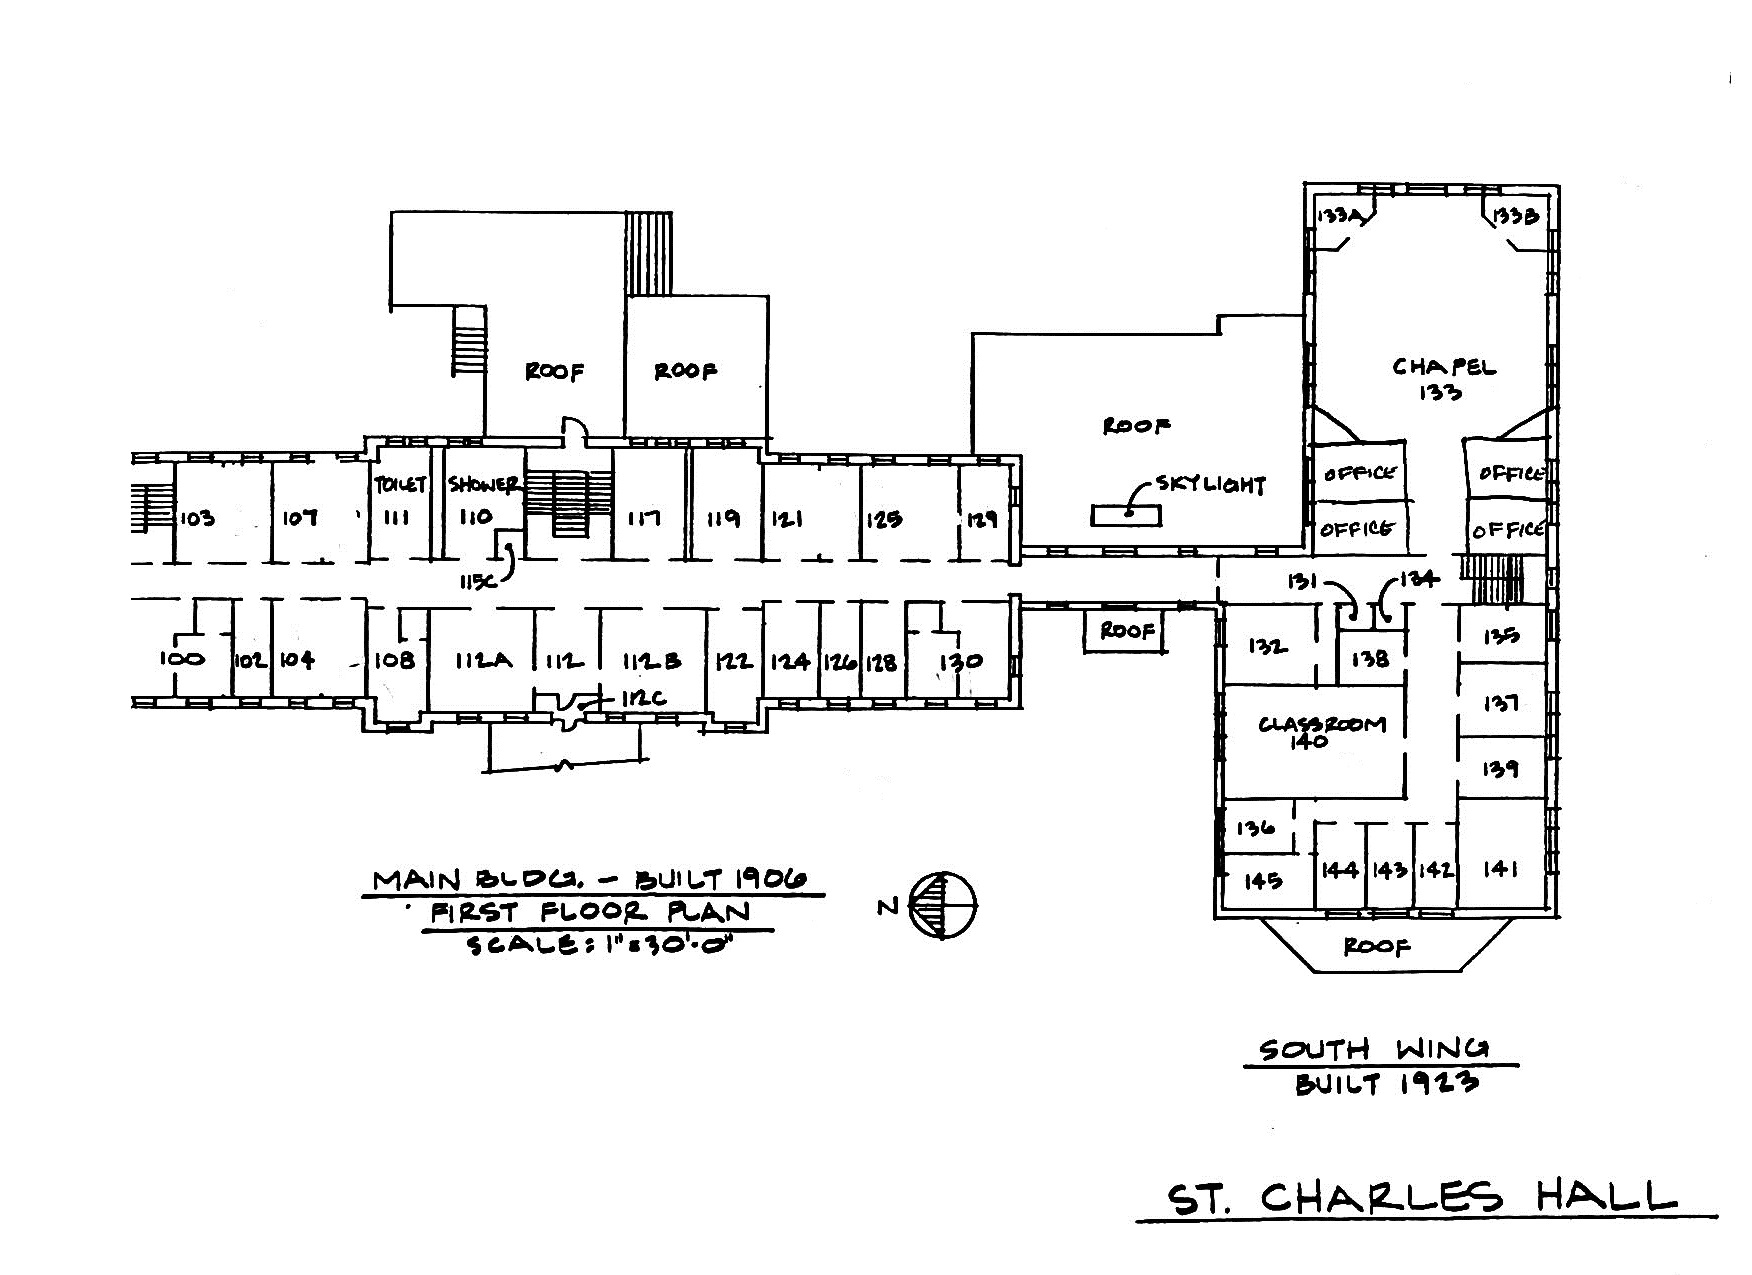 133A
133B
ROOF
ROOF
CHAPEL
133
ROOF
OFFICE
OFFICE
SKYLIGHT
TOILET
111
SHOWER
110
103
107
117
119
121
125
129
OFFICE
OFFICE
115C
131
134
ROOF
100
102
104
108
112A
112
112B
122
124
126
128
130
132
138
135
112C
137
CLASSROOM
140
139
136
145
144
143
142
141
MAIN BLDG. - BUILT 1906
FIRST FLOOR PLAN
SCALE: 1"=30'-0"
N
ROOF
SOUTH WING
BUILT 1923
ST. CHARLES HALL